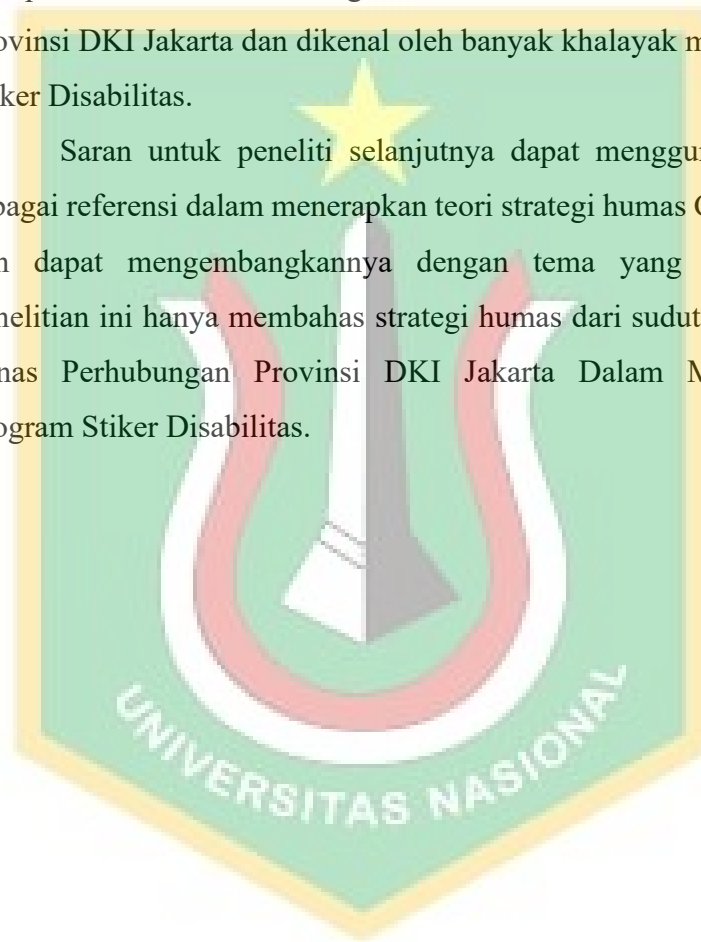 ovinsi DKI Jakarta dan dikenal oleh banyak khalayak m
ker Disabilitas.
Saran untuk peneliti selanjutnya dapat menggu
bagai referensi dalam menerapkan teori strategi humas
n dapat mengembangkannya dengan tema yang
nelitian ini hanya membahas strategi humas dari sudut
nas Perhubungan Provinsi DKI Jakarta Dalam M
ogram Stiker Disabilitas.
UNIVERSITAS NASIONAL